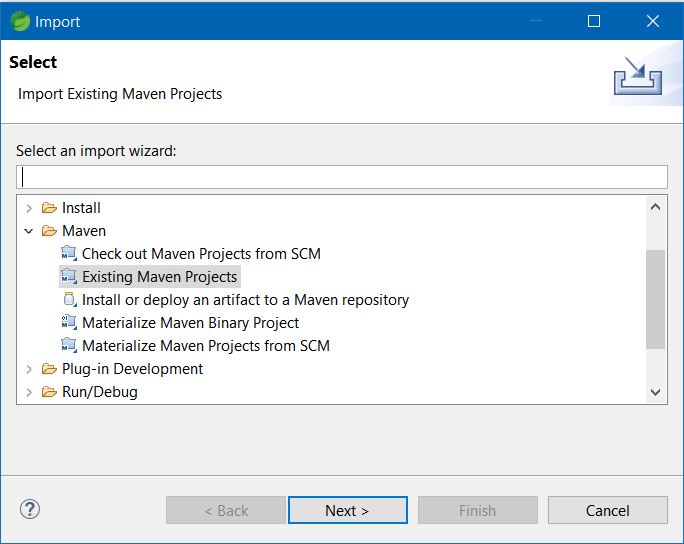 Import
Select
Import Existing Maven Projects
Select an import wizard:
Install
Maven
Check out Maven Projects from SCM
Existing Maven Projects
Install or deploy an artifact to a Maven repository
Materialize Maven Binary Project
Materialize Maven Projects from SCM
Plug-in Development
Run/Debug
? < Back Next > Finish Cancel